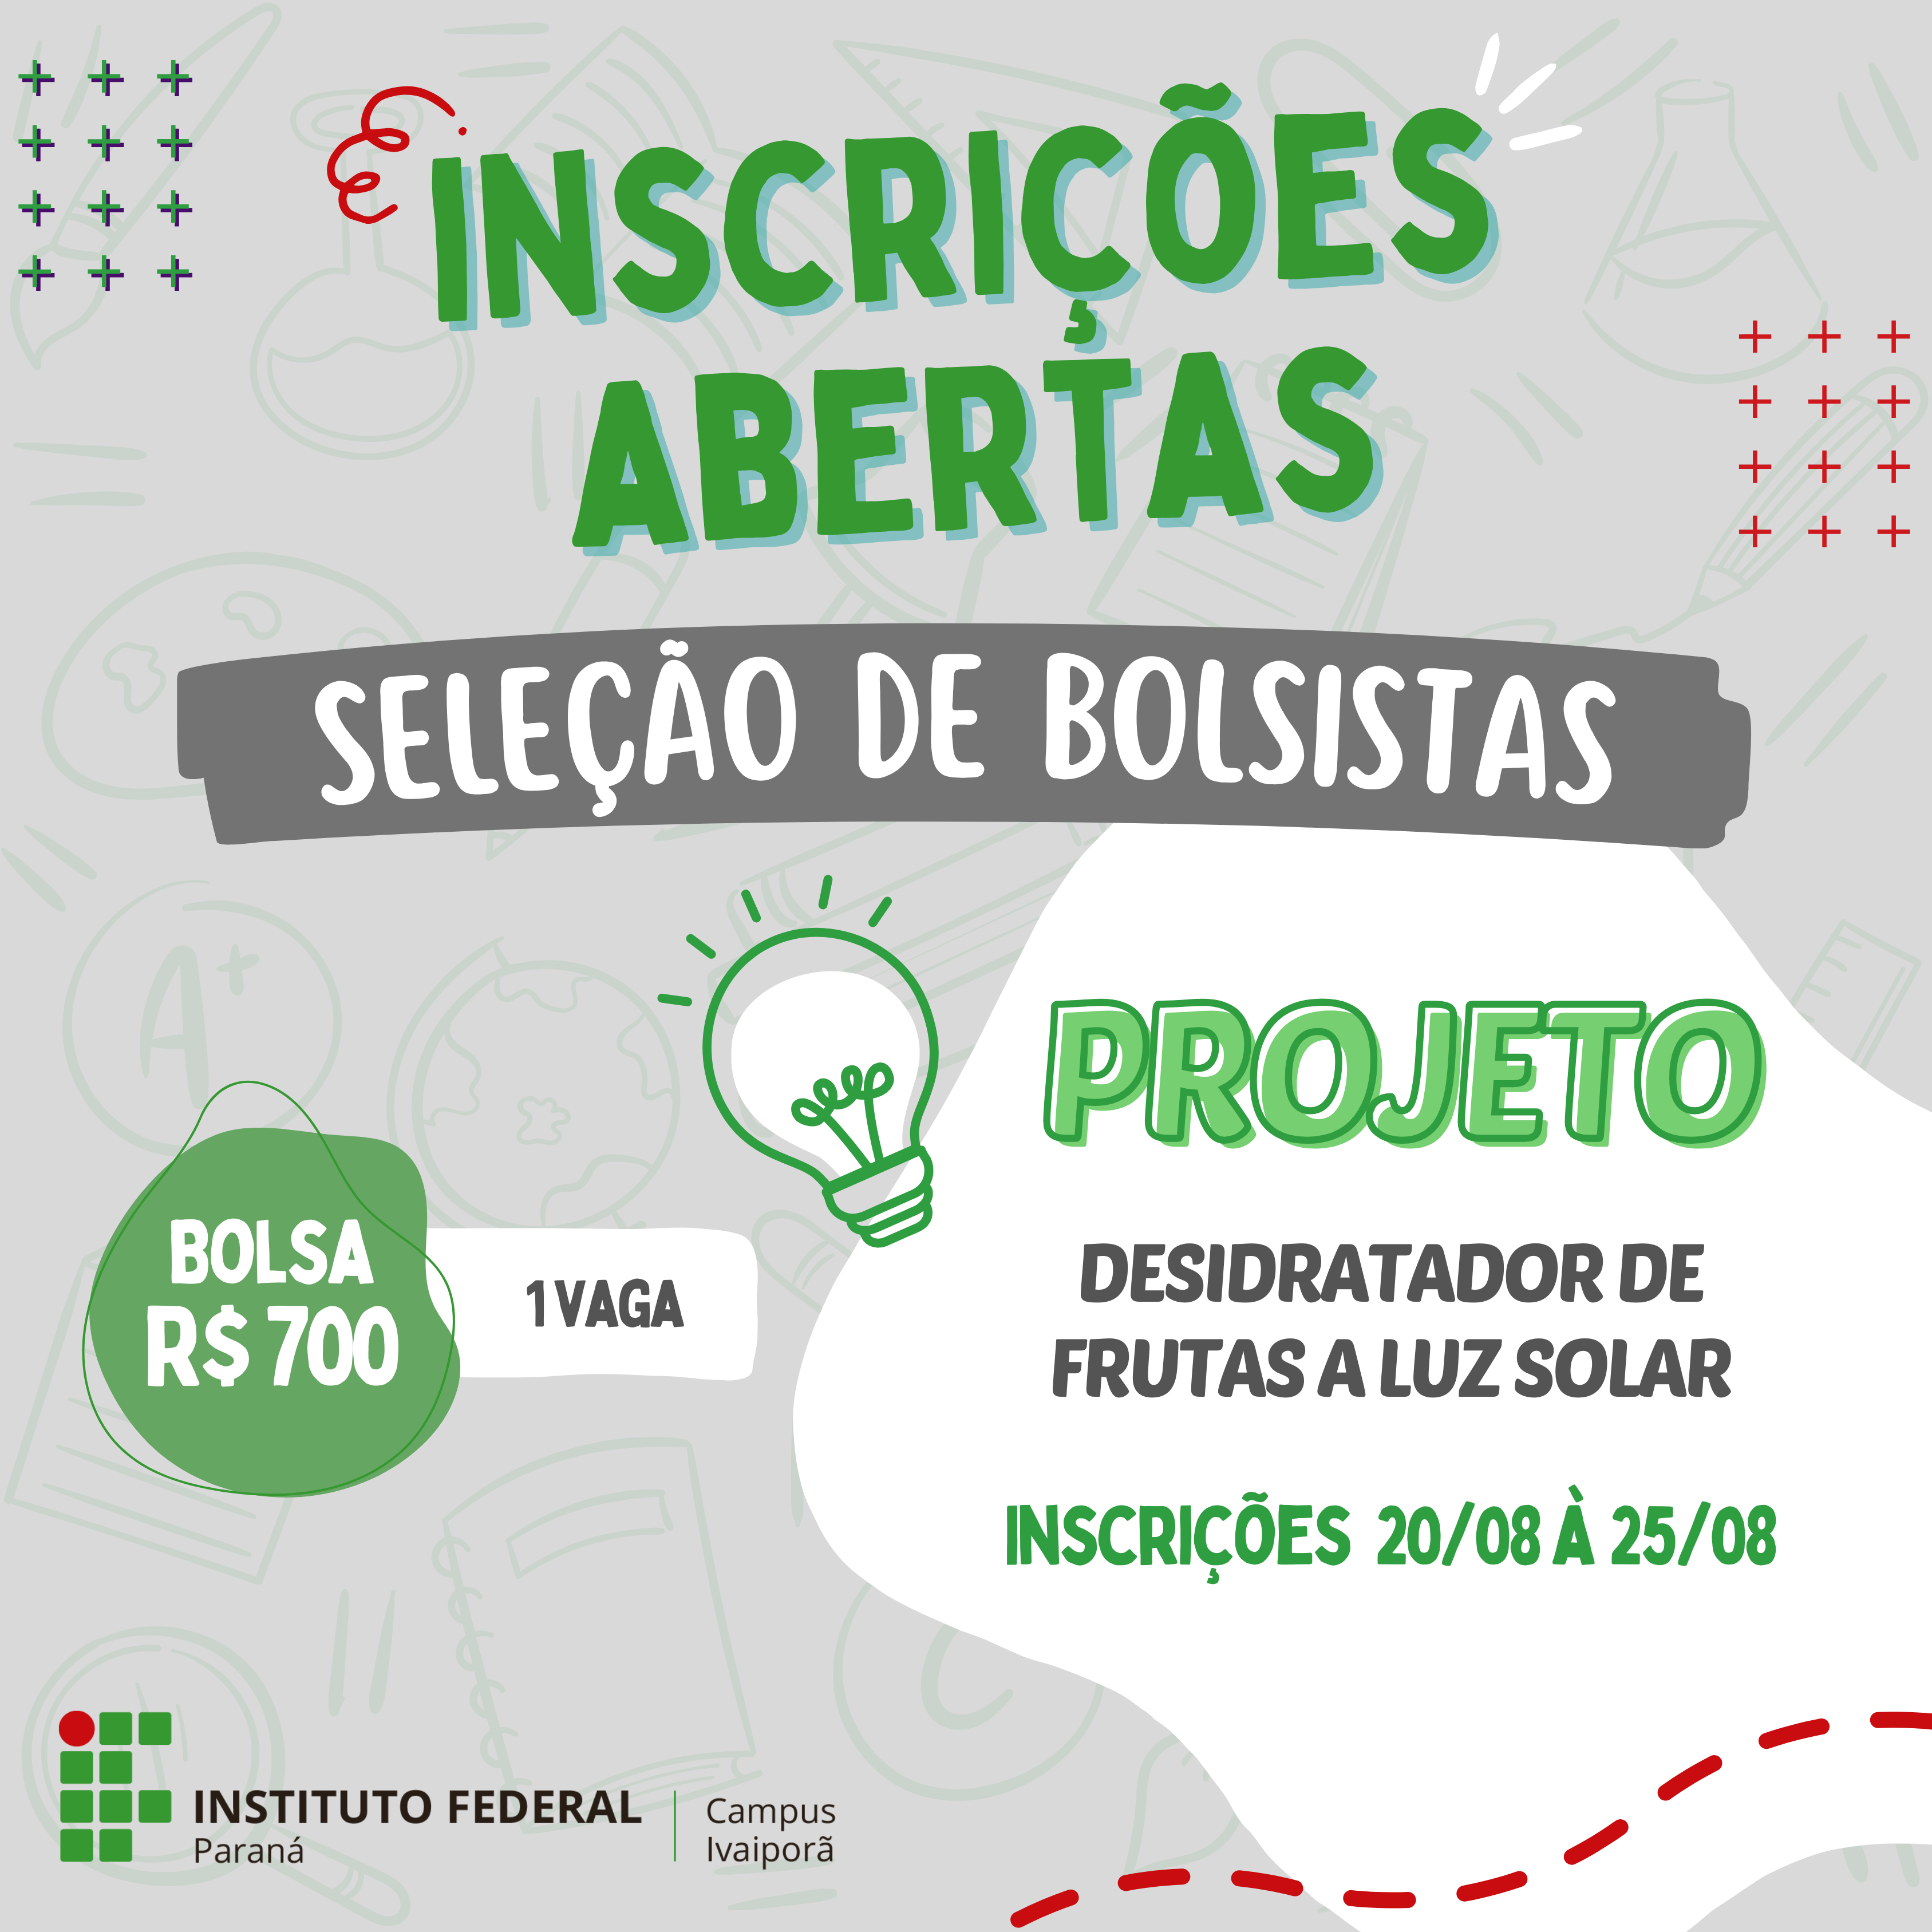 INSCRIÇÕES
ABERTAS
SELEÇÃO DE BOLSISTAS
PROJETO
DESIDRATADOR DE
FRUTAS A LUZ SOLAR
INSCRIÇÕES 20/08 À 25/08
A+
BOLSA
R$ 700
1 VAGA
INSTITUTO FEDERAL
Paraná
Campus
Ivaiporã